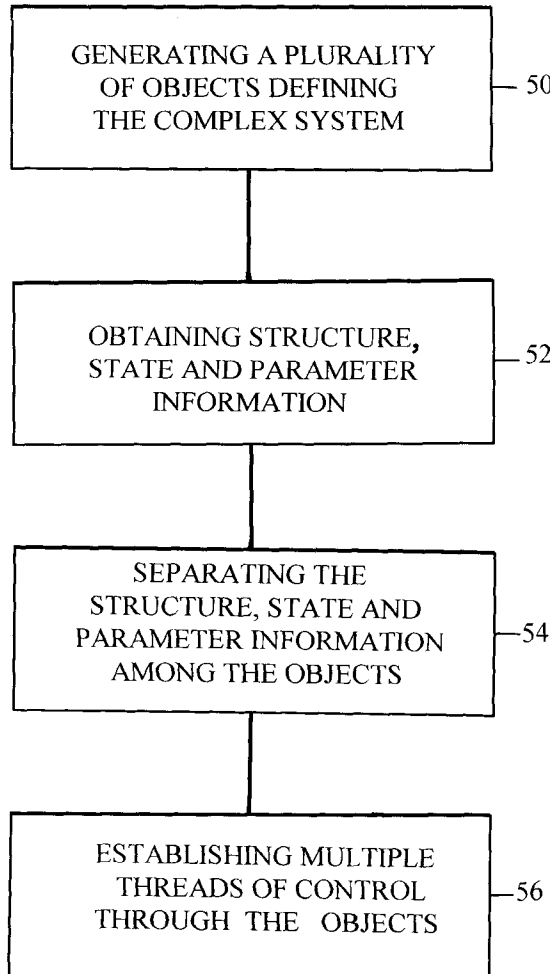 GENERATING A PLURALITY
OF OBJECTS DEFINING
THE COMPLEX SYSTEM
50
OBTAINING STRUCTURE,
STATE AND PARAMETER
INFORMATION
52
SEPARATING THE
STRUCTURE, STATE AND
PARAMETER INFORMATION
AMONG THE OBJECTS
54
ESTABLISHING MULTIPLE
THREADS OF CONTROL
THROUGH THE OBJECTS
56